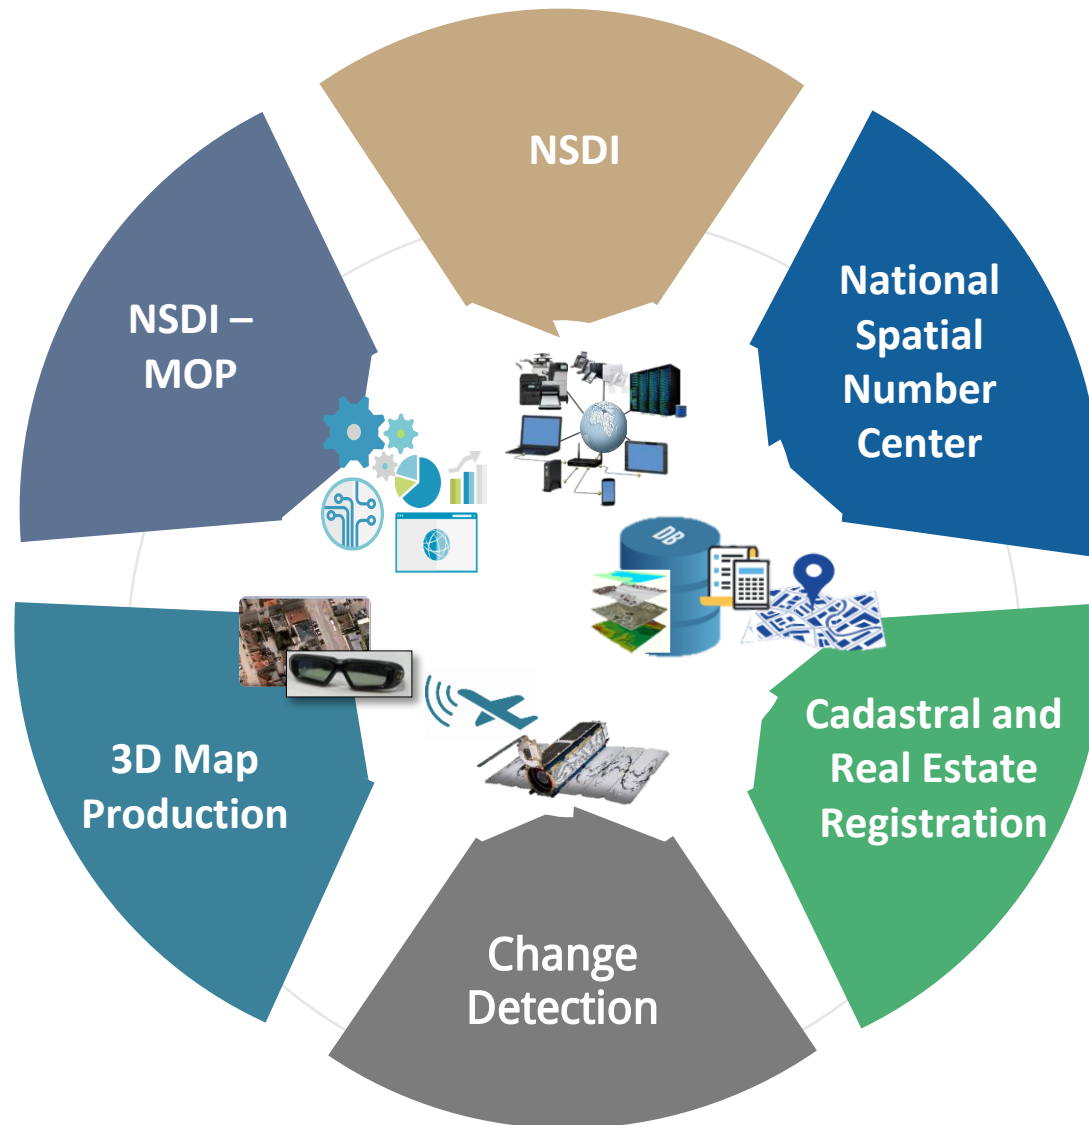 NSDI
National
Spatial
Number
Center
NSDI –
MOP
DB
Cadastral and
Real Estate
Registration
3D Map
Production
Change
Detection